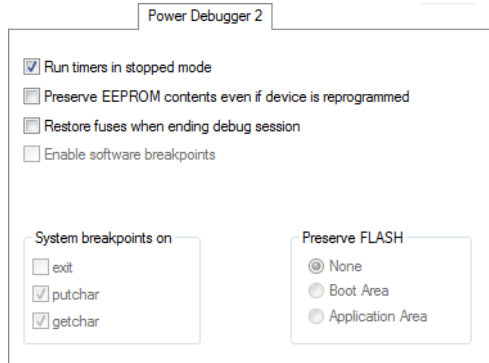 Power Debugger 2
Run timers in stopped mode
Preserve EEPROM contents even if device is reprogrammed
Restore fuses when ending debug session
Enable software breakpoints
System breakpoints on
exit
putchar
getchar
Preserve FLASH
None
Boot Area
Application Area